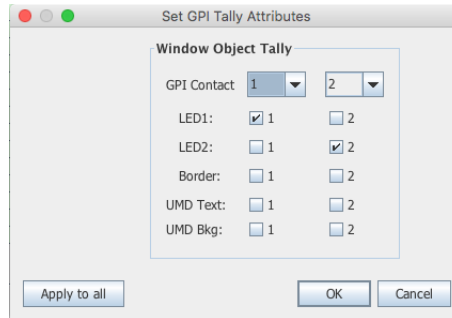 Set GPI Tally Attributes
Window Object Tally
GPI Contact 1 2
LED1: 1 2
LED2: 1 2
Border: 1 2
UMD Text: 1 2
UMD Bkg: 1 2
Apply to all OK Cancel